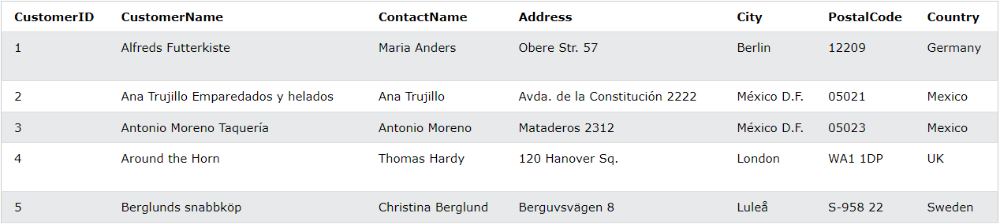 CustomerID CustomerName ContactName Address City PostalCode Country
1 Alfreds Futterkiste Maria Anders Obere Str. 57 Berlin 12209 Germany
2 Ana Trujillo Emparedados y helados Ana Trujillo Avda. de la Constitución 2222 México D.F. 05021 Mexico
3 Antonio Moreno Taquería Antonio Moreno Mataderos 2312 México D.F. 05023 Mexico
4 Around the Horn Thomas Hardy 120 Hanover Sq. London WA1 1DP UK
5 Berglunds snabbköp Christina Berglund Berguvsvägen 8 Luleå S-958 22 Sweden